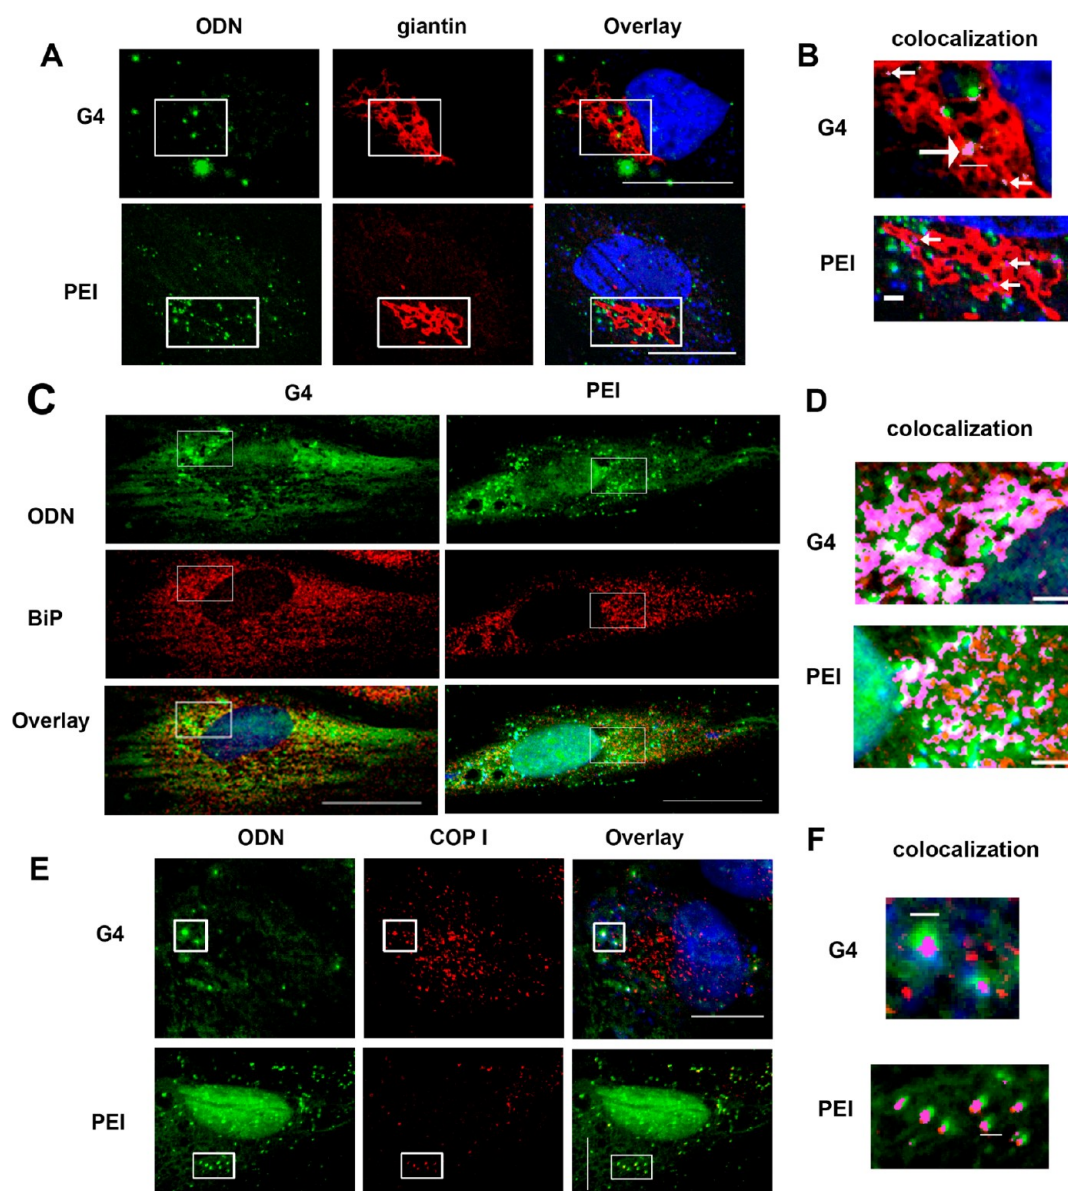 A
ODN giantin Overlay
G4
PEI
B
colocalization
G4
PEI
C
G4 PEI
ODN
BiP
Overlay
D
colocalization
G4
PEI
E
ODN COP I Overlay
G4
PEI
F
colocalization
G4
PEI